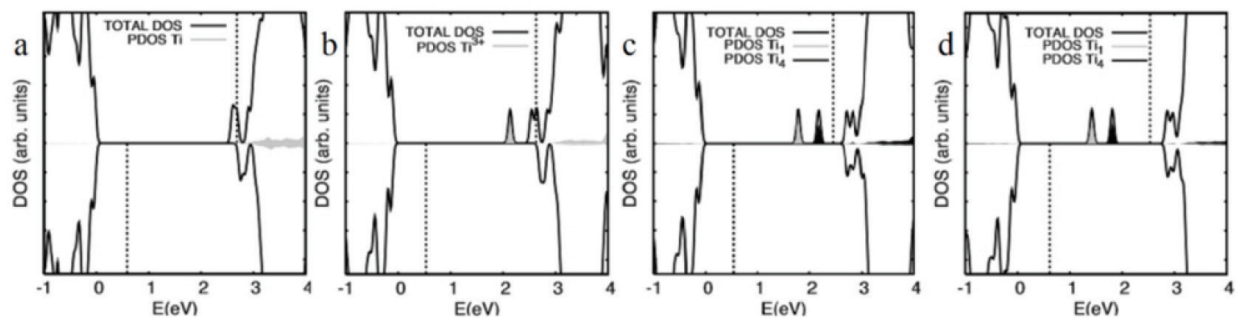 a
TOTAL DOS
PDOS Ti
DOS (arb. units)
-1 0 1 2 3 4
E(eV)
b
TOTAL DOS
PDOS Ti3+
DOS (arb. units)
-1 0 1 2 3 4
E(eV)
c
TOTAL DOS
PDOS Ti1
PDOS Ti4
DOS (arb. units)
-1 0 1 2 3 4
E(eV)
d
TOTAL DOS
PDOS Ti1
PDOS Ti4
DOS (arb. units)
-1 0 1 2 3 4
E(eV)